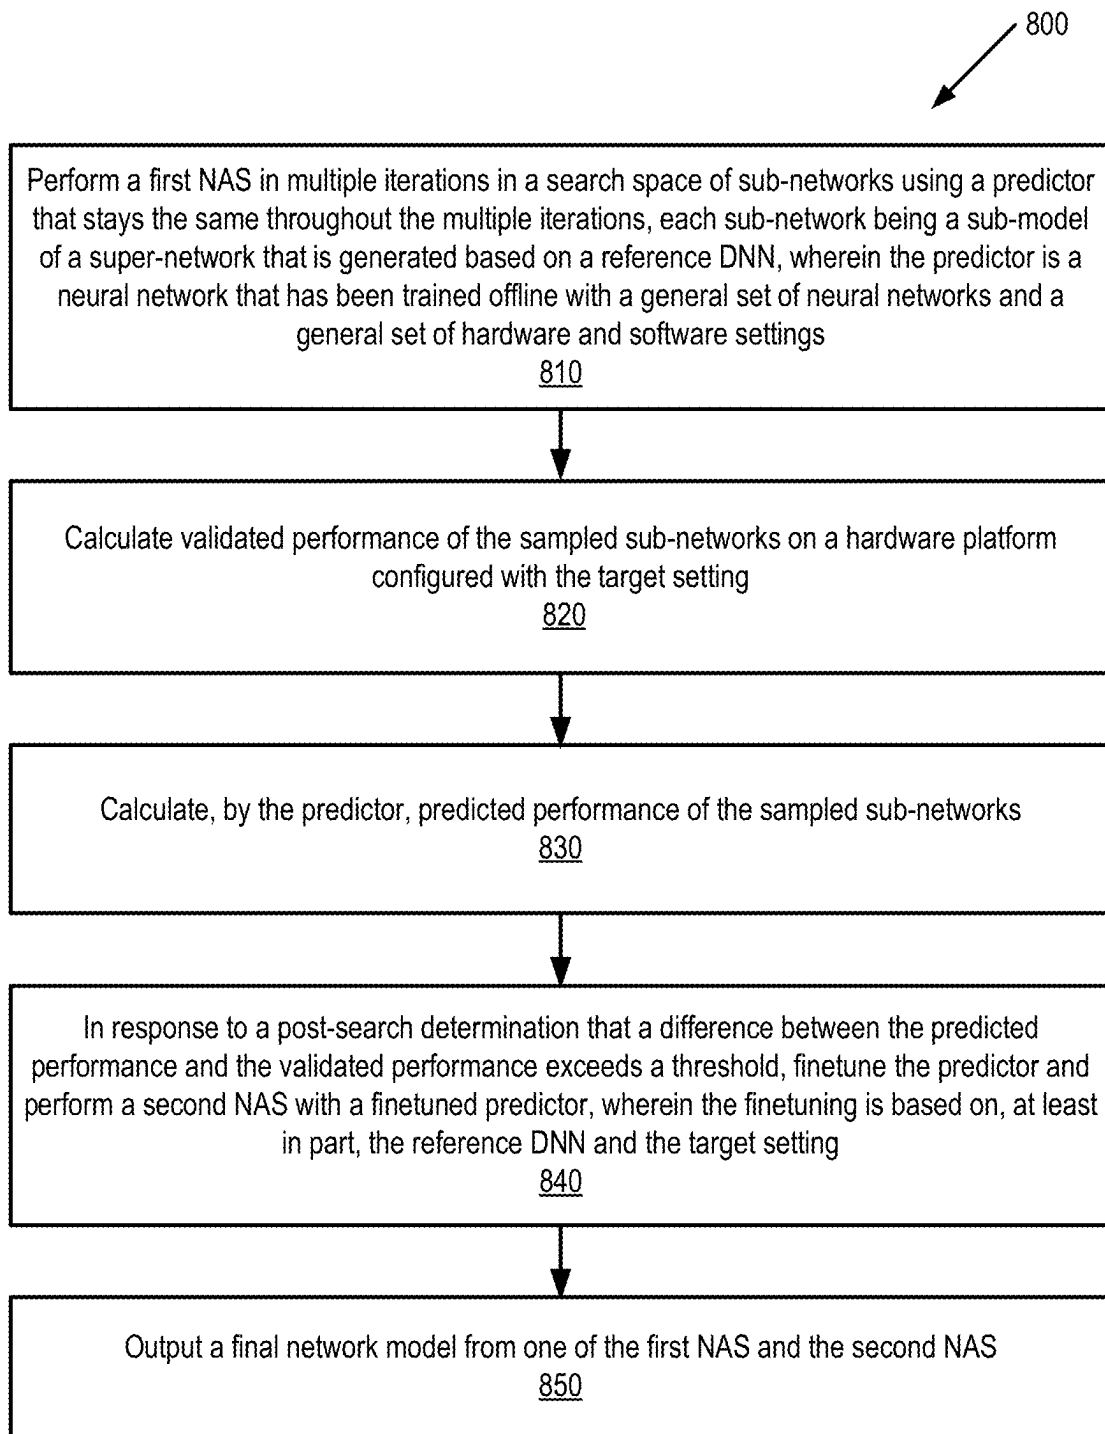 800
Perform a first NAS in multiple iterations in a search space of sub-networks using a predictor
that stays the same throughout the multiple iterations, each sub-network being a sub-model
of a super-network that is generated based on a reference DNN, wherein the predictor is a
neural network that has been trained offline with a general set of neural networks and a
general set of hardware and software settings
810
Calculate validated performance of the sampled sub-networks on a hardware platform
configured with the target setting
820
Calculate, by the predictor, predicted performance of the sampled sub-networks
830
In response to a post-search determination that a difference between the predicted
performance and the validated performance exceeds a threshold, finetune the predictor and
perform a second NAS with a finetuned predictor, wherein the finetuning is based on, at least
in part, the reference DNN and the target setting
840
Output a final network model from one of the first NAS and the second NAS
850